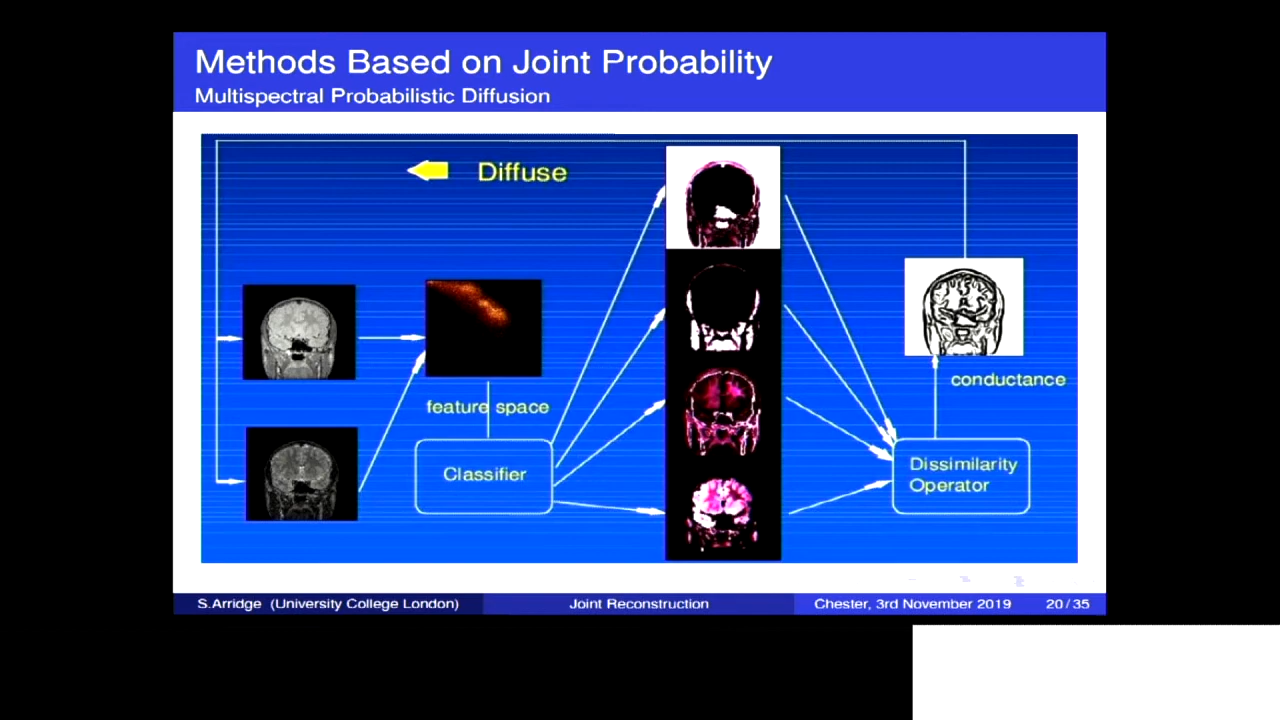 Methods Based on Joint Probability
Multispectral Probabilistic Diffusion
Diffuse
feature space
Classifier
conductance
Dissimilarity
Operator
S.Arridge (University College London)
Joint Reconstruction
Chester, 3rd November 2019
20/35